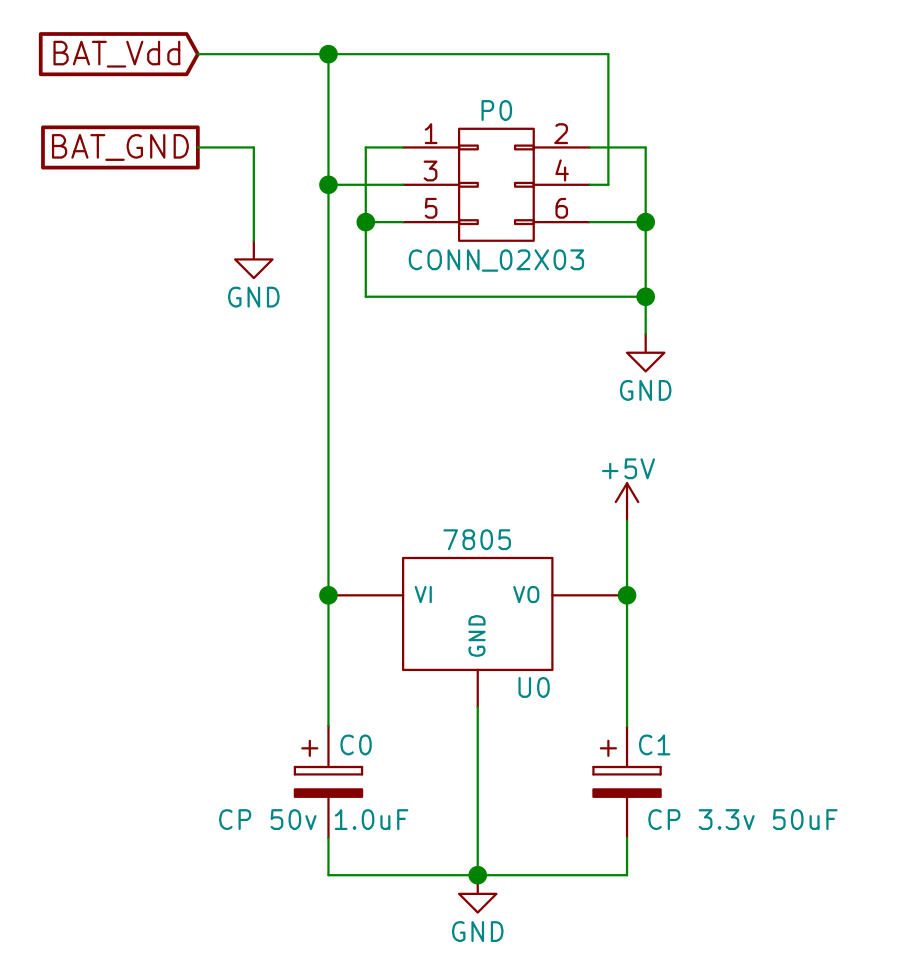 BAT_Vdd
P0
BAT_GND
1 2
3 4
5 6
CONN_02X03
GND
GND
+5V
7805
VI VO
GND
U0
+ C0
+ C1
CP 50v 1.0uF
CP 3.3v 50uF
GND